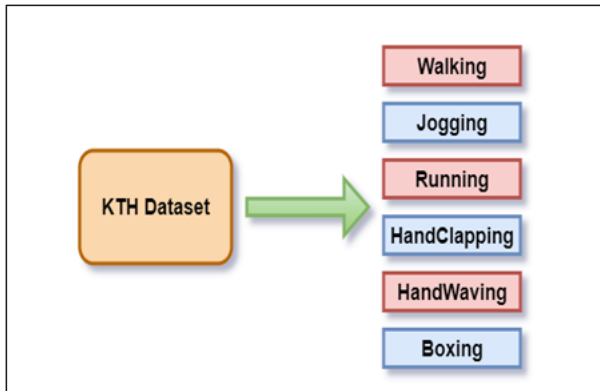 KTH Dataset
Walking
Jogging
Running
HandClapping
HandWaving
Boxing